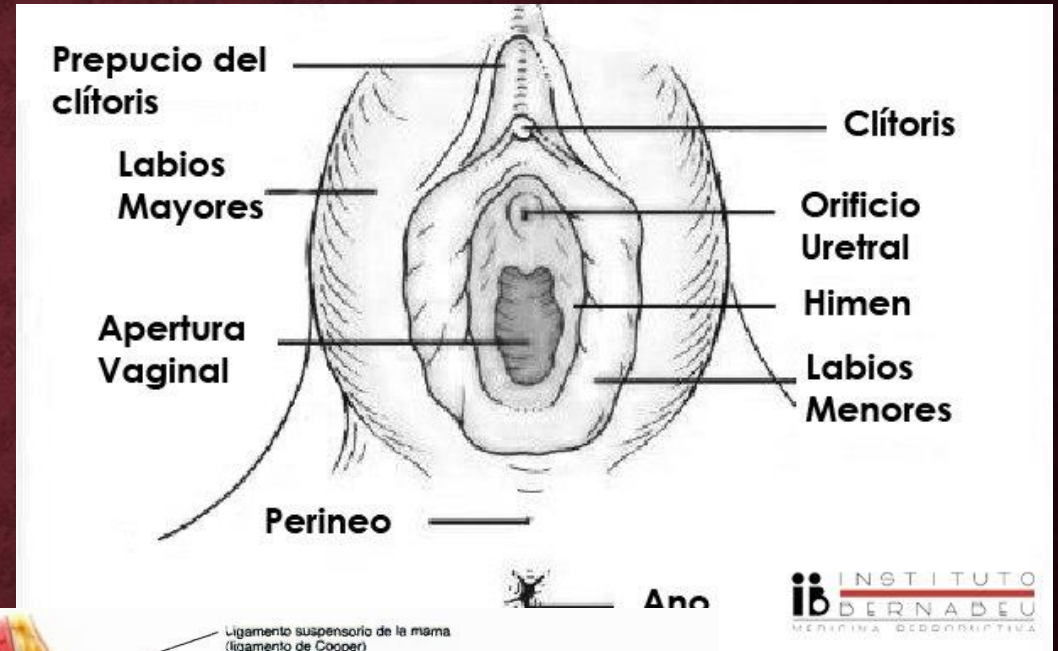 Prepucio del
clítoris
Clítoris
Labios
Mayores
Orificio
Uretral
Himen
Apertura
Vaginal
Labios
Menores
Perineo
Ano
INSTITUTO
BERNABEU
MEDICINA REPRODUCTIVA
Ligamento suspensorio de la mama
(ligamento de Cooper)